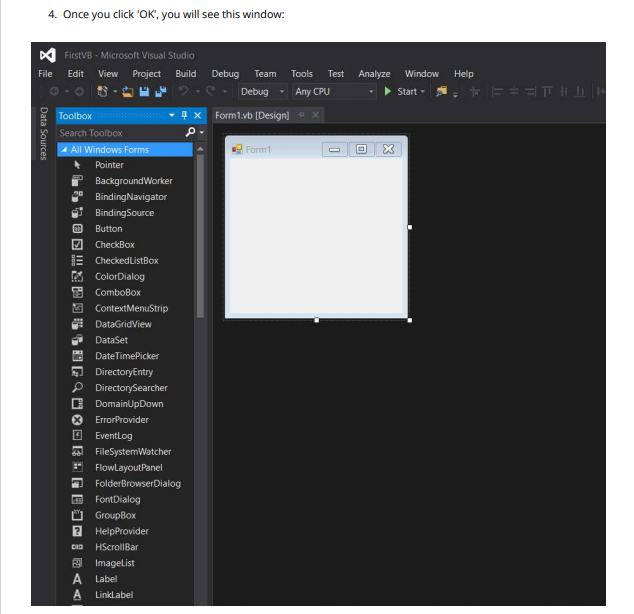 4. Once you click 'OK', you will see this window:
FirstVB - Microsoft Visual Studio
File Edit View Project Build Debug Team Tools Test Analyze Window Help
Debug Any CPU Start
Data Sources
Toolbox
Form1.vb [Design]
Search Toolbox
All Windows Forms
Form1
Pointer
BackgroundWorker
BindingNavigator
BindingSource
Button
CheckBox
CheckedListBox
ColorDialog
ComboBox
ContextMenuStrip
DataGridView
DataSet
DateTimePicker
DirectoryEntry
DirectorySearcher
DomainUpDown
ErrorProvider
EventLog
FileSystemWatcher
FlowLayoutPanel
FolderBrowserDialog
FontDialog
GroupBox
HelpProvider
HScrollBar
ImageList
Label
LinkLabel